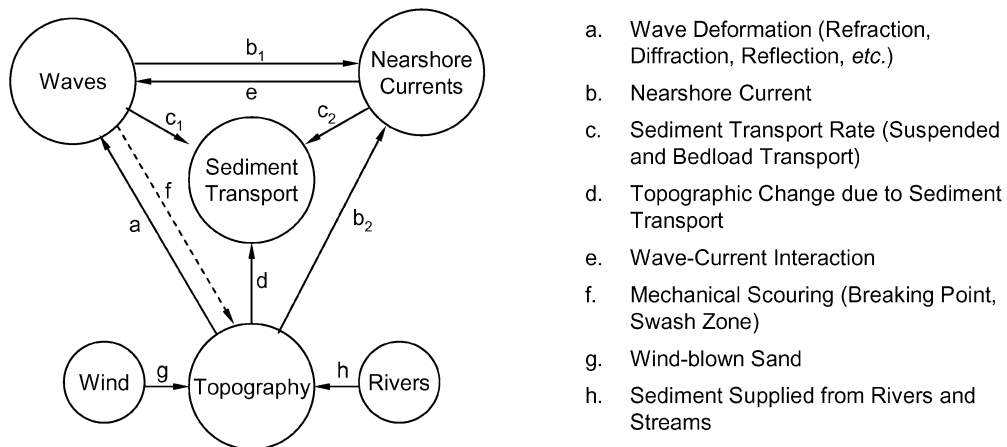 Waves
b1
e
Nearshore
Currents
c1
c2
Sediment
Transport
f
a
b2
d
Wind
g
Topography
h
Rivers
a. Wave Deformation (Refraction,
Diffraction, Reflection, etc.)
b. Nearshore Current
c. Sediment Transport Rate (Suspended
and Bedload Transport)
d. Topographic Change due to Sediment
Transport
e. Wave-Current Interaction
f. Mechanical Scouring (Breaking Point,
Swash Zone)
g. Wind-blown Sand
h. Sediment Supplied from Rivers and
Streams